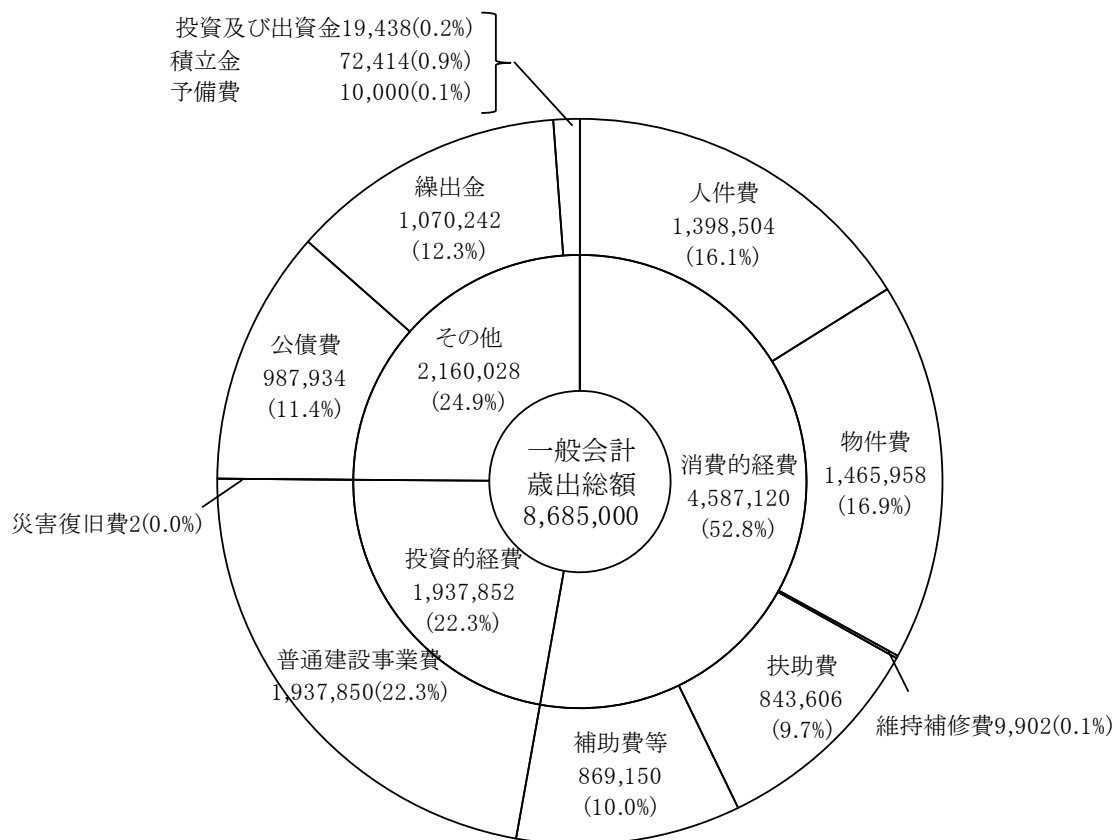 投資及び出資金19,438(0.2%)
積立金 72,414(0.9%)
予備費 10,000(0.1%)
繰出金
1,070,242
(12.3%)
人件費
1,398,504
(16.1%)
公債費
987,934
(11.4%)
その他
2,160,028
(24.9%)
一般会計
歳出総額
8,685,000
消費的経費
4,587,120
(52.8%)
物件費
1,465,958
(16.9%)
災害復旧費2(0.0%)
投資的経費
1,937,852
(22.3%)
普通建設事業費
1,937,850(22.3%)
補助費等
869,150
(10.0%)
扶助費
843,606
(9.7%)
維持補修費9,902(0.1%)